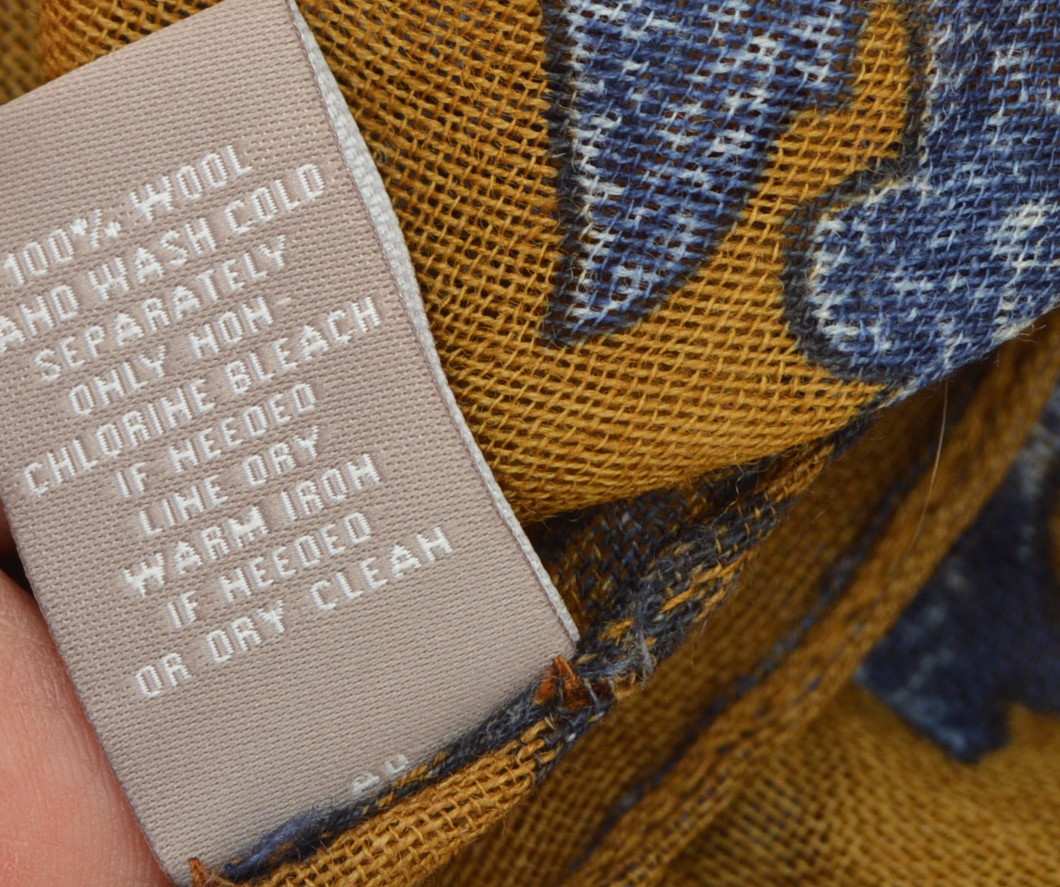 100% WOOL
AND WASH COLD
SEPARATELY
ONLY NON-
CHLORINE BLEACH
IF NEEDED
LINE DRY
WARM IRON
IF NEEDED
OR DRY CLEAN